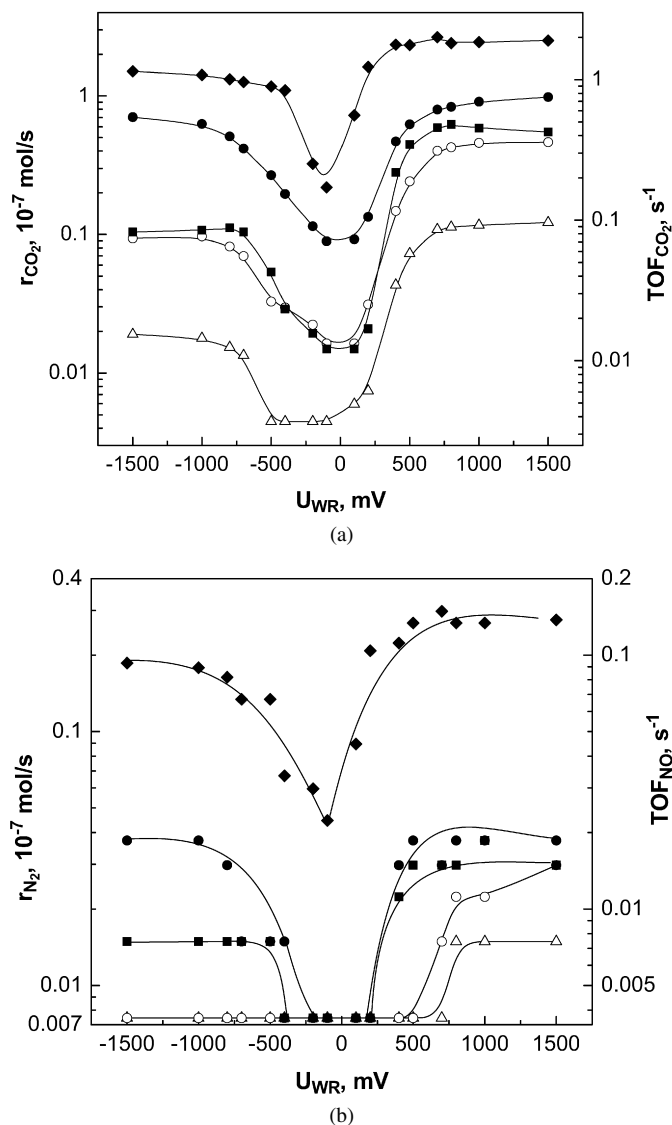 1
0.1
0.01
r_CO2, 10^-7 mol/s
1
0.1
0.01
TOF_CO2, s^-1
-1500 -1000 -500 0 500 1000 1500
U_WR, mV
(a)
0.4
0.1
0.01
0.007
r_N2, 10^-7 mol/s
0.2
0.1
0.01
0.005
TOF_NO, s^-1
-1500 -1000 -500 0 500 1000 1500
U_WR, mV
(b)